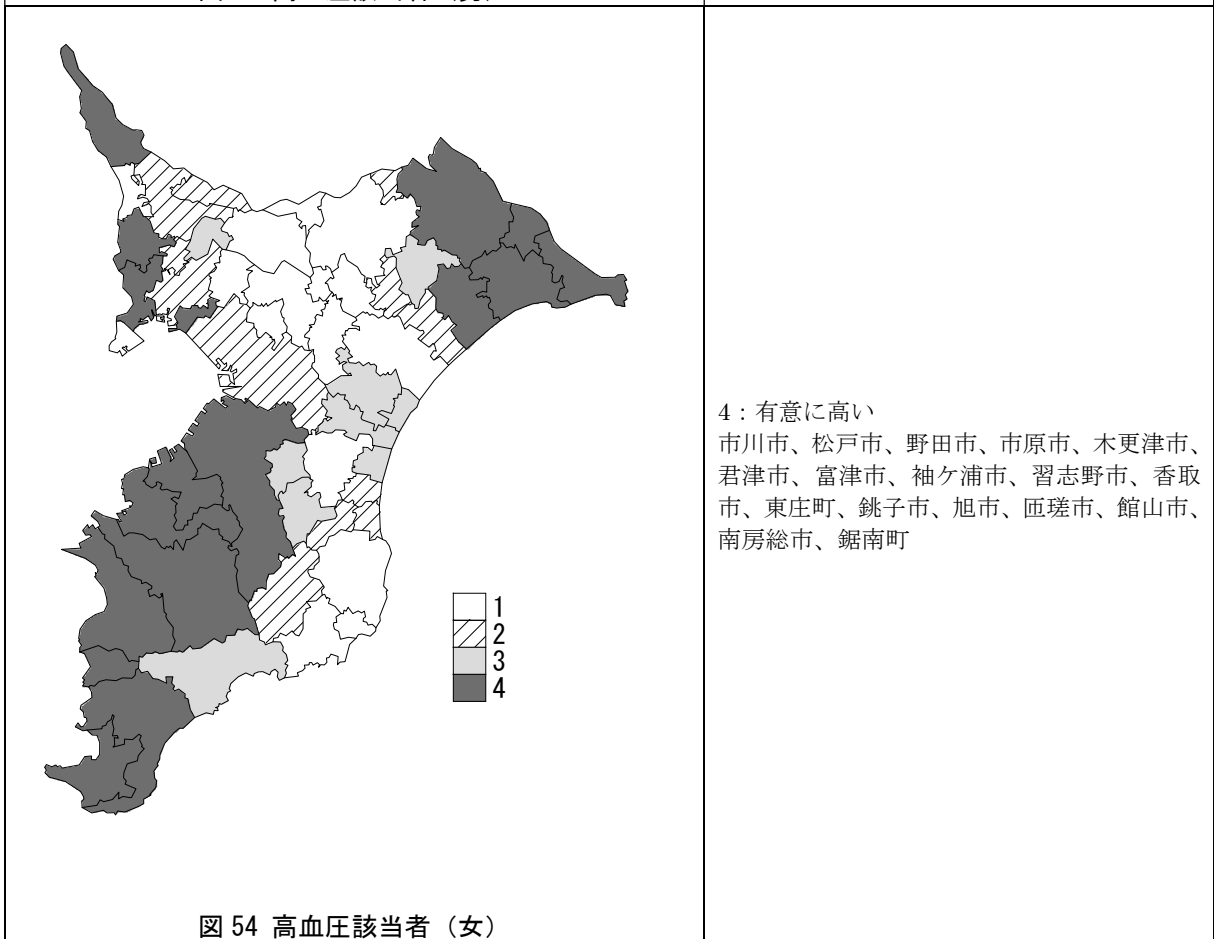 1
2
3
4
図 54 高血圧該当者（女）
4：有意に高い
市川市、松戸市、野田市、市原市、木更津市、
君津市、富津市、袖ケ浦市、習志野市、香取
市、東庄町、銚子市、旭市、匝瑳市、館山市、
南房総市、鋸南町